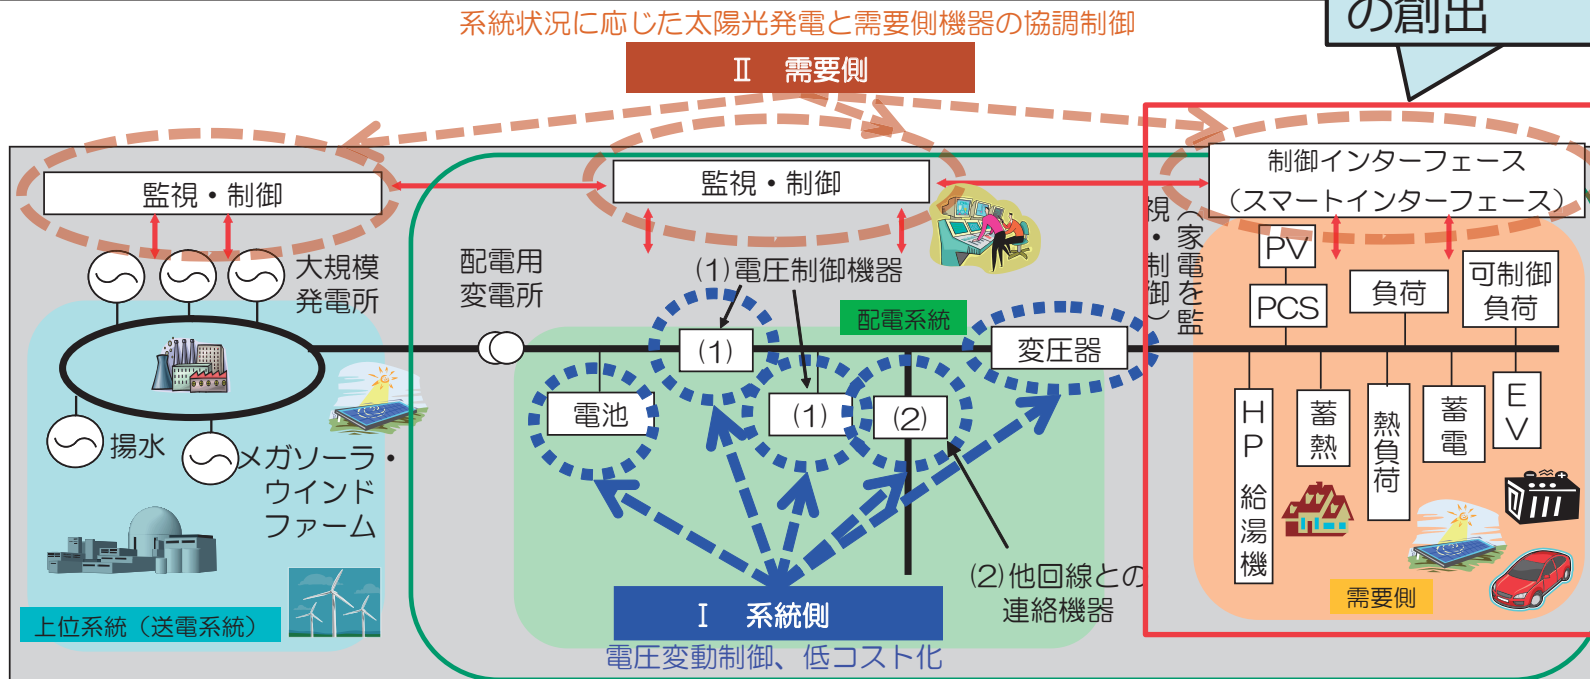 の創出
系統状況に応じた太陽光発電と需要側機器の協調制御
Ⅱ 需要側
監視・制御
監視・制御
制御インターフェース
（スマートインターフェース）
（家電を監
視・制御）
大規模
発電所
配電用
変電所
(1)電圧制御機器
配電系統
PV
PCS
負荷
可制御
負荷
(1)
変圧器
電池
(1)
(2)
HP 給湯機
蓄熱
熱負荷
蓄電
EV
揚水
メガソーラ・
ウインド
ファーム
(2)他回線との
連絡機器
上位系統（送電系統）
Ⅰ 系統側
電圧変動制御、低コスト化
需要側